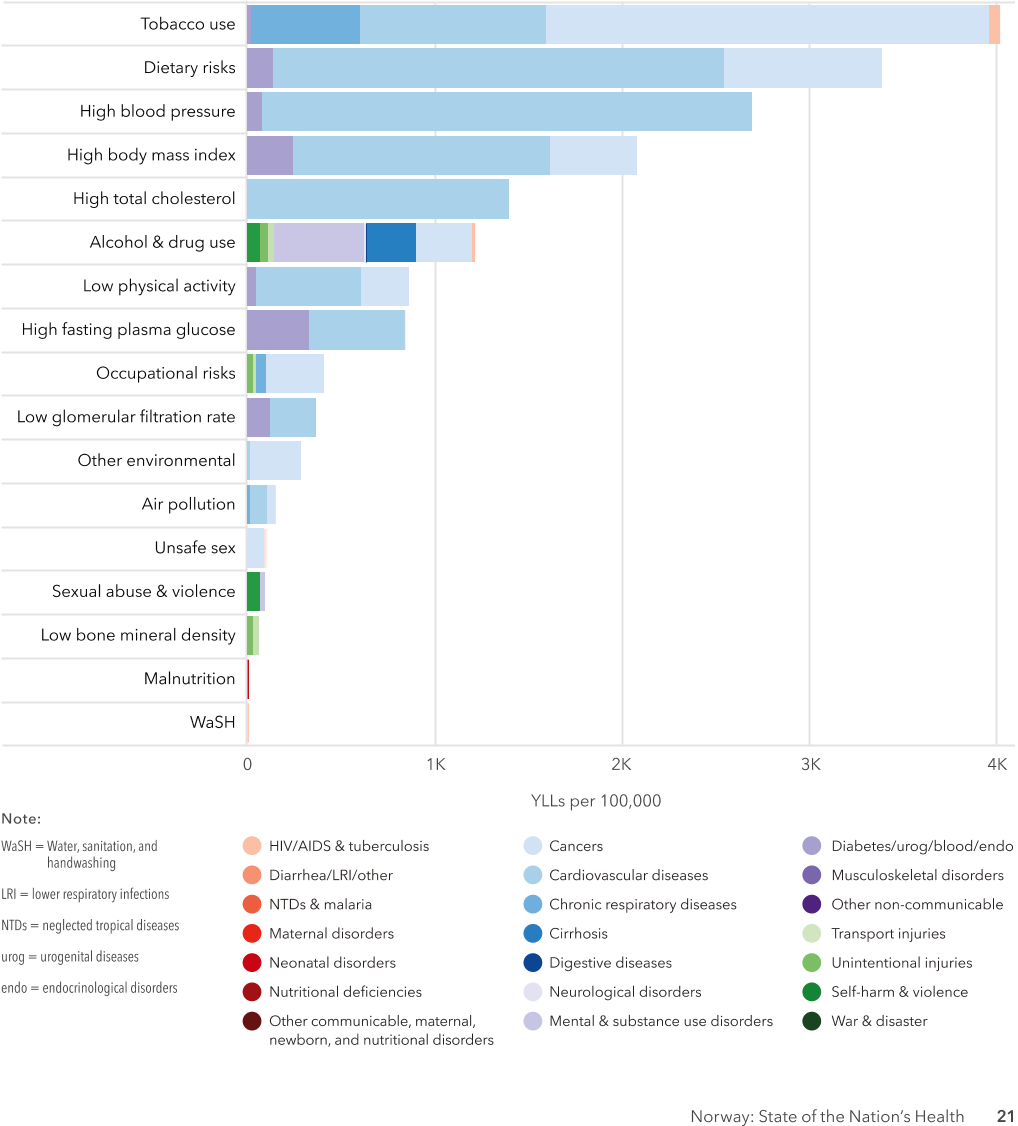 Tobacco use
Dietary risks
High blood pressure
High body mass index
High total cholesterol
Alcohol & drug use
Low physical activity
High fasting plasma glucose
Occupational risks
Low glomerular filtration rate
Other environmental
Air pollution
Unsafe sex
Sexual abuse & violence
Low bone mineral density
Malnutrition
WaSH
0 1K 2K 3K 4K
YLLs per 100,000
Note:
WaSH = Water, sanitation, and
handwashing
LRI = lower respiratory infections
NTDs = neglected tropical diseases
urog = urogenital diseases
endo = endocrinological disorders
HIV/AIDS & tuberculosis
Diarrhea/LRI/other
NTDs & malaria
Maternal disorders
Neonatal disorders
Nutritional deficiencies
Other communicable, maternal,
newborn, and nutritional disorders
Cancers
Cardiovascular diseases
Chronic respiratory diseases
Cirrhosis
Digestive diseases
Neurological disorders
Mental & substance use disorders
Diabetes/urog/blood/endo
Musculoskeletal disorders
Other non-communicable
Transport injuries
Unintentional injuries
Self-harm & violence
War & disaster
Norway: State of the Nation’s Health 21